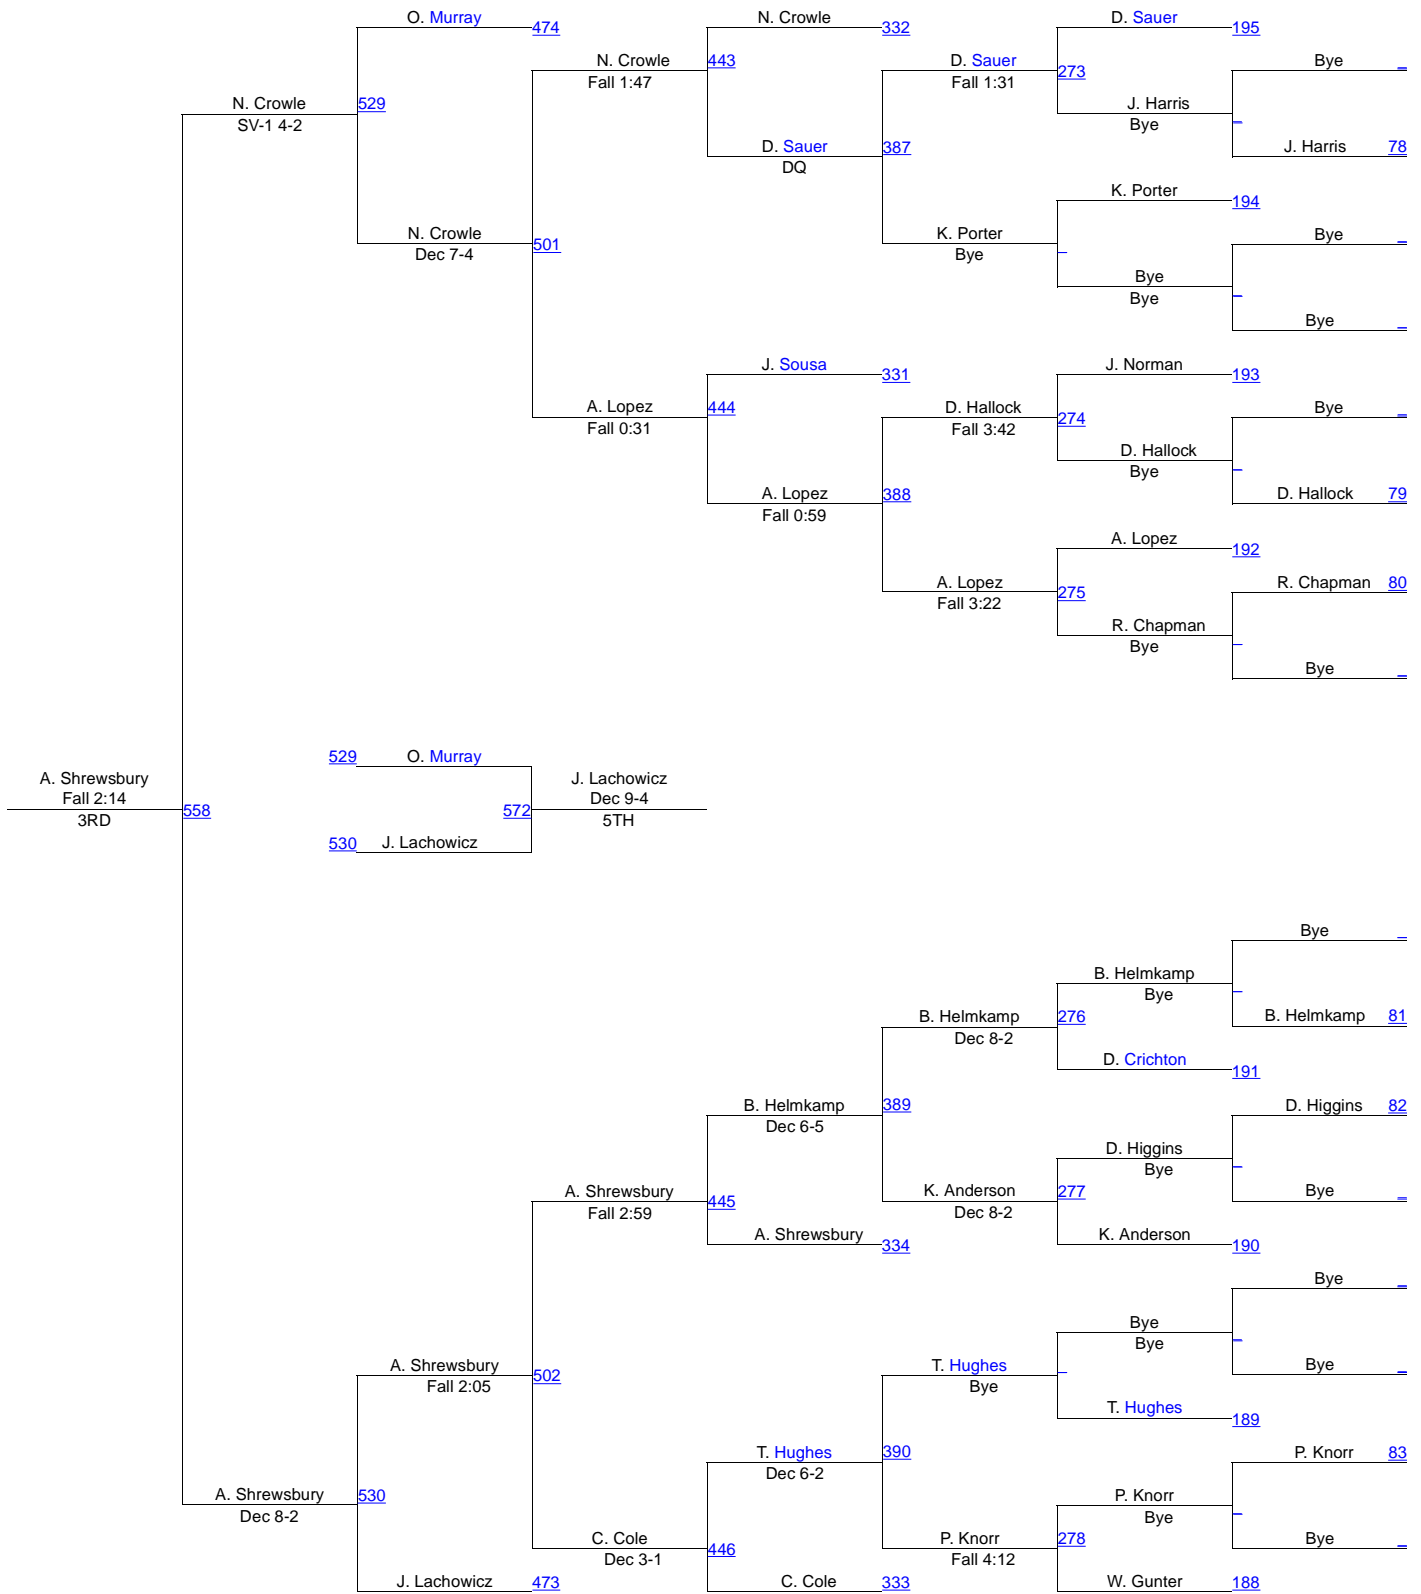 O. Murray 474 N. Crowle 332 D. Sauer 195
N. Crowle 443 D. Sauer 273 Bye
Fall 1:47 Fall 1:31
N. Crowle 529 J. Harris
SV-1 4-2 Bye
D. Sauer 387 J. Harris 78
DQ
K. Porter 194
N. Crowle 501 K. Porter Bye
Dec 7-4 Bye
Bye
Bye
Bye
J. Sousa 331 J. Norman 193
A. Lopez 444 D. Hallock 274 Bye
Fall 0:31 Fall 3:42
D. Hallock
Bye
A. Lopez 388 D. Hallock 79
Fall 0:59
A. Lopez 192
A. Lopez 275 R. Chapman 80
Fall 3:22
R. Chapman
Bye
Bye
529 O. Murray
A. Shrewsbury J. Lachowicz
Fall 2:14 Dec 9-4
3RD 558 572 5TH
530 J. Lachowicz
Bye
B. Helmkamp
Bye
B. Helmkamp 276 B. Helmkamp 81
Dec 8-2
D. Crichton 191
B. Helmkamp 389 D. Higgins 82
Dec 6-5
D. Higgins
Bye
A. Shrewsbury 445 K. Anderson 277 Bye
Fall 2:59 Dec 8-2
A. Shrewsbury 334 K. Anderson 190
Bye
Bye
Bye
A. Shrewsbury 502 T. Hughes Bye
Fall 2:05 Bye
T. Hughes 189
T. Hughes 390 P. Knorr 83
Dec 6-2
A. Shrewsbury 530 P. Knorr
Dec 8-2 Bye
C. Cole 446 P. Knorr 278 Bye
Dec 3-1 Fall 4:12
J. Lachowicz 473 C. Cole 333 W. Gunter 188